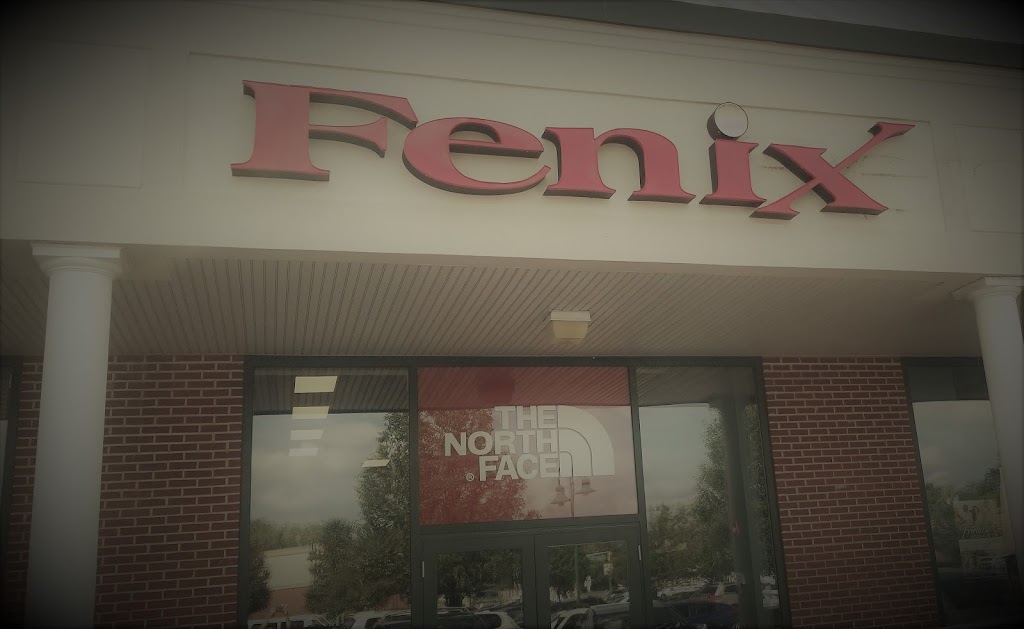 Fenix
THE
NORTH
® FACE